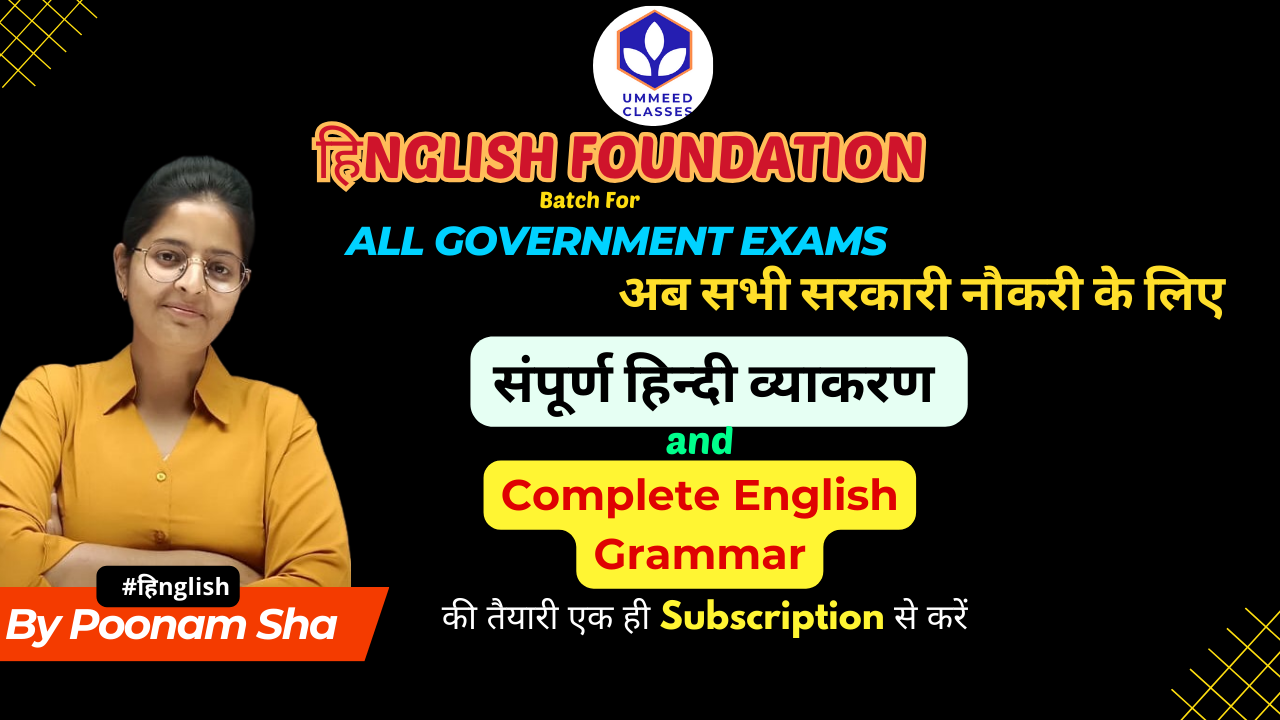 UMMEED
CLASSES
हिNGLISH FOUNDATION
Batch For
ALL GOVERNMENT EXAMS
अब सभी सरकारी नौकरी के लिए
संपूर्ण हिन्दी व्याकरण
and
Complete English
Grammar
की तैयारी एक ही Subscription से करें
#हिnglish
By Poonam Sha